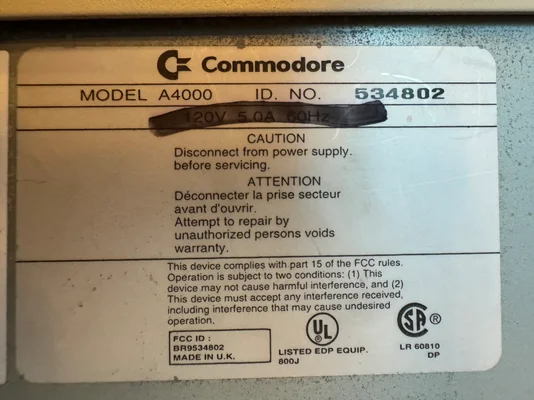 Commodore
MODEL A4000 ID. NO. 534802
120V 5.0A 60Hz
CAUTION
Disconnect from power supply.
before servicing.
ATTENTION
Déconnecter la prise secteur
avant d'ouvrir.
Attempt to repair by
unauthorized persons voids
warranty.
This device complies with part 15 of the FCC rules.
Operation is subject to two conditions: (1) This
device may not cause harmful interference, and (2)
This device must accept any interference received,
including interference that may cause undesired
operation.
FCC ID :
BR9534802
MADE IN U.K.
UL ®
LISTED EDP EQUIP.
800J
SA ®
LR 60810
DP